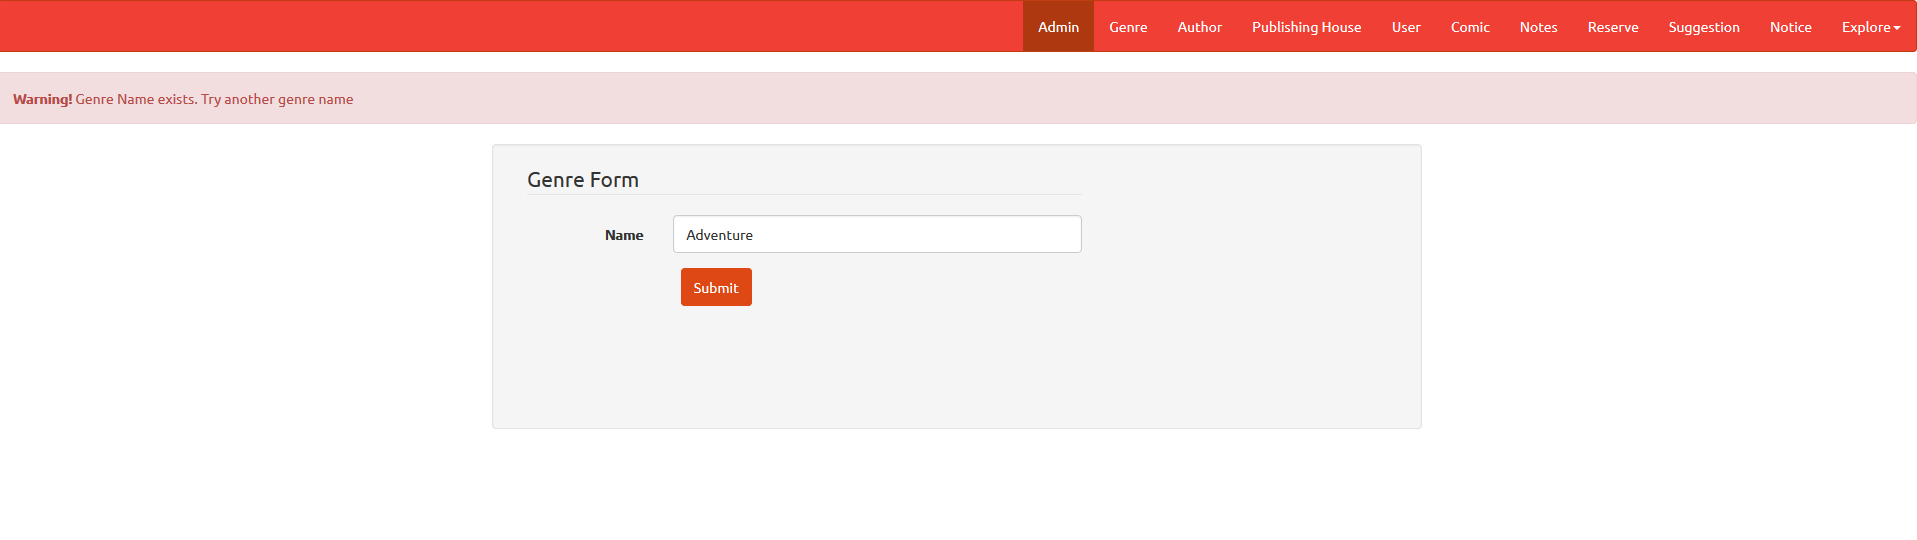 Admin Genre Author Publishing House User Comic Notes Reserve Suggestion Notice Explore
Warning! Genre Name exists. Try another genre name
Genre Form
Name Adventure
Submit